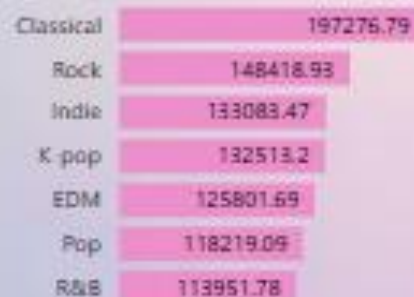 Classical 197276.79
Rock 148418.93
Indie 133083.47
K-pop 132513.2
EDM 125801.69
Pop 118219.09
R&B 113951.78